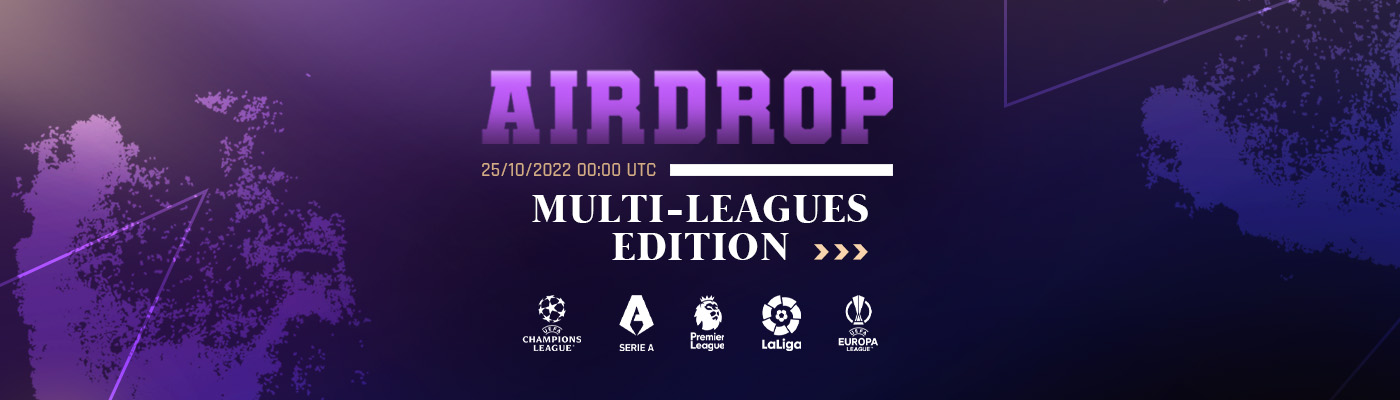 AIRDROP
25/10/2022 00:00 UTC
MULTI-LEAGUES
EDITION
UEFA
CHAMPIONS
LEAGUE
SERIE A
Premier
League
LaLiga
UEFA
EUROPA
LEAGUE